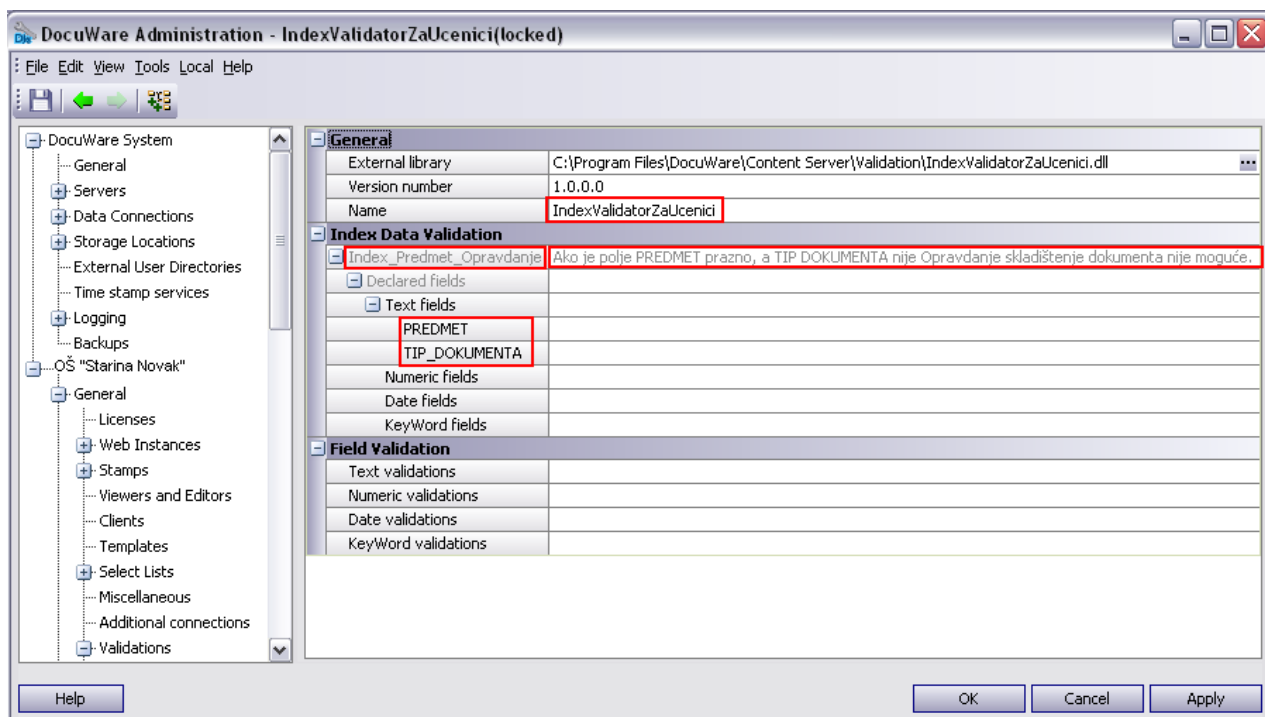 DocuWare Administration - IndexValidatorZaUcenici(locked)
File Edit View Tools Local Help
DocuWare System
General
Servers
Data Connections
Storage Locations
External User Directories
Time stamp services
Logging
Backups
OŠ "Starina Novak"
General
Licenses
Web Instances
Stamps
Viewers and Editors
Clients
Templates
Select Lists
Miscellaneous
Additional connections
Validations
General
External library C:\Program Files\DocuWare\Content Server\Validation\IndexValidatorZaUcenici.dll ...
Version number 1.0.0.0
Name IndexValidatorZaUcenici
Index Data Validation
Index_Predmet_Opravdanje Ako je polje PREDMET prazno, a TIP DOKUMENTA nije Opravdanje skladištenje dokumenta nije moguće.
Declared fields
Text fields
PREDMET
TIP_DOKUMENTA
Numeric fields
Date fields
KeyWord fields
Field Validation
Text validations
Numeric validations
Date validations
KeyWord validations
Help OK Cancel Apply